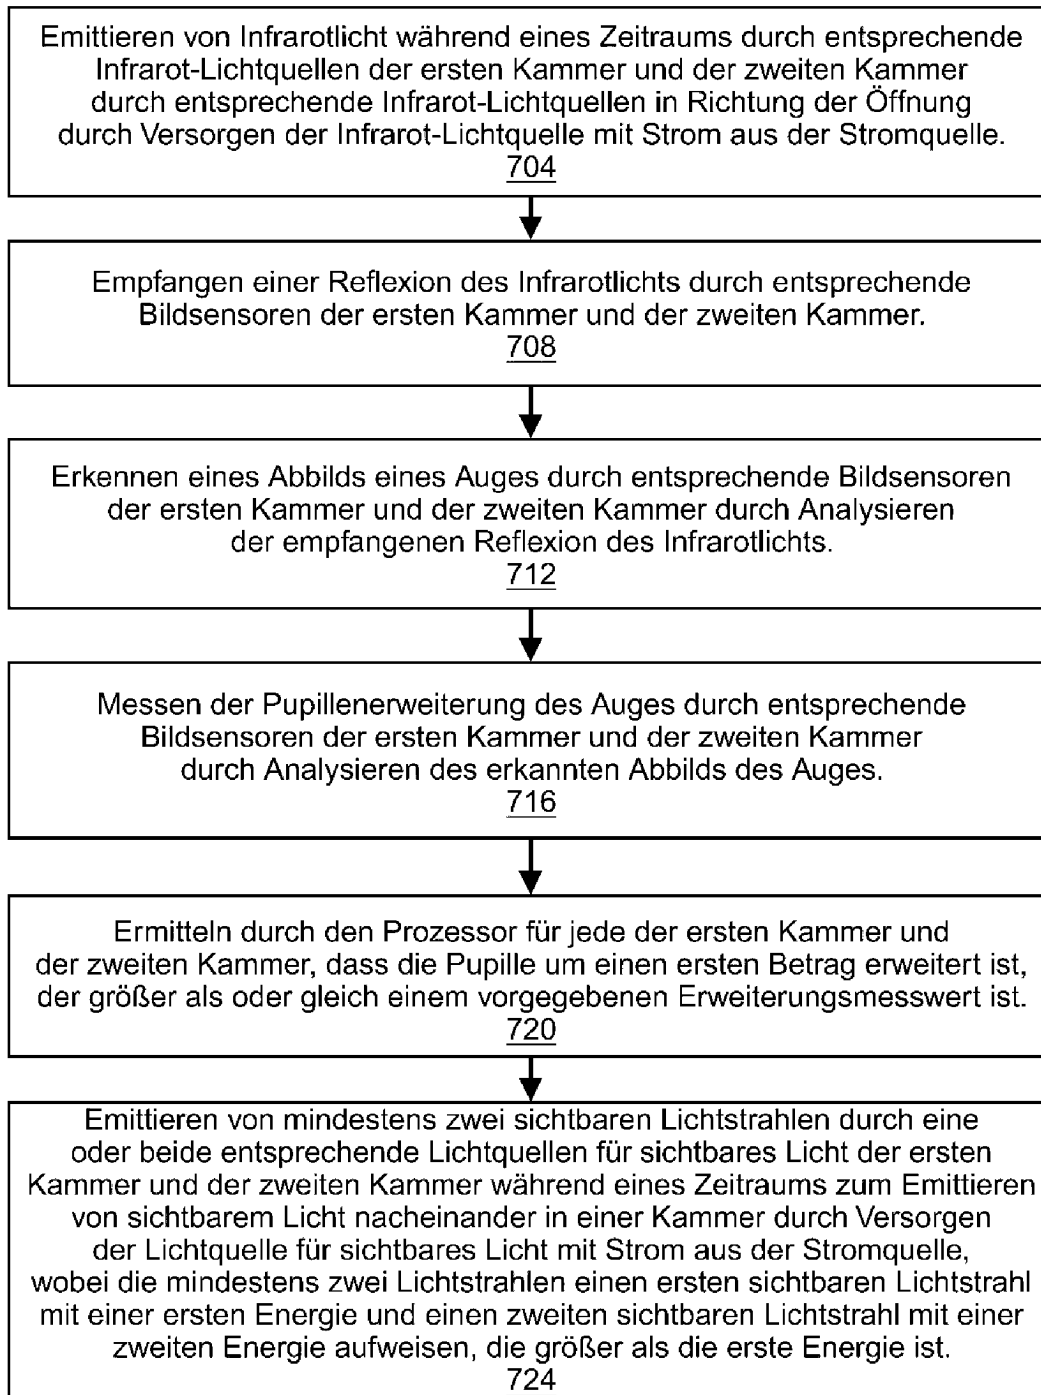 Emittieren von Infrarotlicht während eines Zeitraums durch entsprechende
Infrarot-Lichtquellen der ersten Kammer und der zweiten Kammer
durch entsprechende Infrarot-Lichtquellen in Richtung der Öffnung
durch Versorgen der Infrarot-Lichtquelle mit Strom aus der Stromquelle.
704
Empfangen einer Reflexion des Infrarotlichts durch entsprechende
Bildsensoren der ersten Kammer und der zweiten Kammer.
708
Erkennen eines Abbilds eines Auges durch entsprechende Bildsensoren
der ersten Kammer und der zweiten Kammer durch Analysieren
der empfangenen Reflexion des Infrarotlichts.
712
Messen der Pupillenerweiterung des Auges durch entsprechende
Bildsensoren der ersten Kammer und der zweiten Kammer
durch Analysieren des erkannten Abbilds des Auges.
716
Ermitteln durch den Prozessor für jede der ersten Kammer und
der zweiten Kammer, dass die Pupille um einen ersten Betrag erweitert ist,
der größer als oder gleich einem vorgegebenen Erweiterungsmesswert ist.
720
Emittieren von mindestens zwei sichtbaren Lichtstrahlen durch eine
oder beide entsprechende Lichtquellen für sichtbares Licht der ersten
Kammer und der zweiten Kammer während eines Zeitraums zum Emittieren
von sichtbarem Licht nacheinander in einer Kammer durch Versorgen
der Lichtquelle für sichtbares Licht mit Strom aus der Stromquelle,
wobei die mindestens zwei Lichtstrahlen einen ersten sichtbaren Lichtstrahl
mit einer ersten Energie und einen zweiten sichtbaren Lichtstrahl mit einer
zweiten Energie aufweisen, die größer als die erste Energie ist.
724